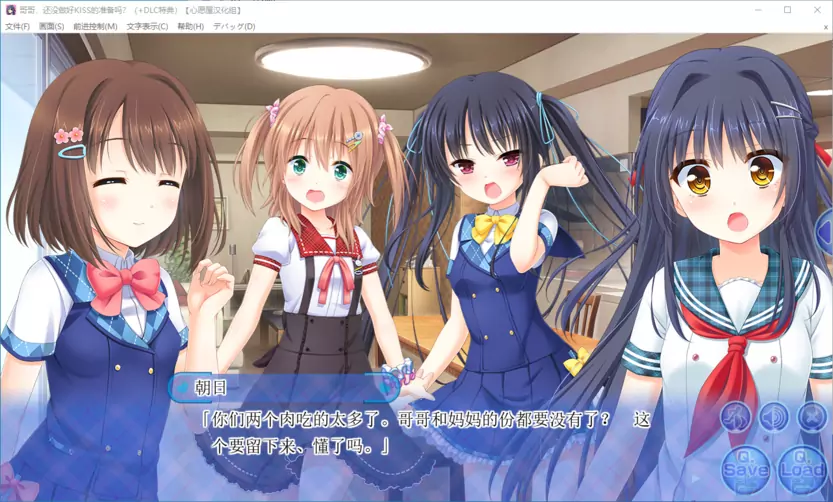 哥哥，还没做好KISS的准备吗？（+DLC特典）【心愿屋汉化组】
文件(F) 画面(S) 前进控制(M) 文字表示(C) 帮助(H) デバッグ(D)
朝日
「你们两个肉吃的太多了。哥哥和妈妈的份都要没有了？　这
个要留下来、懂了吗。」
Q. Save Q. Load